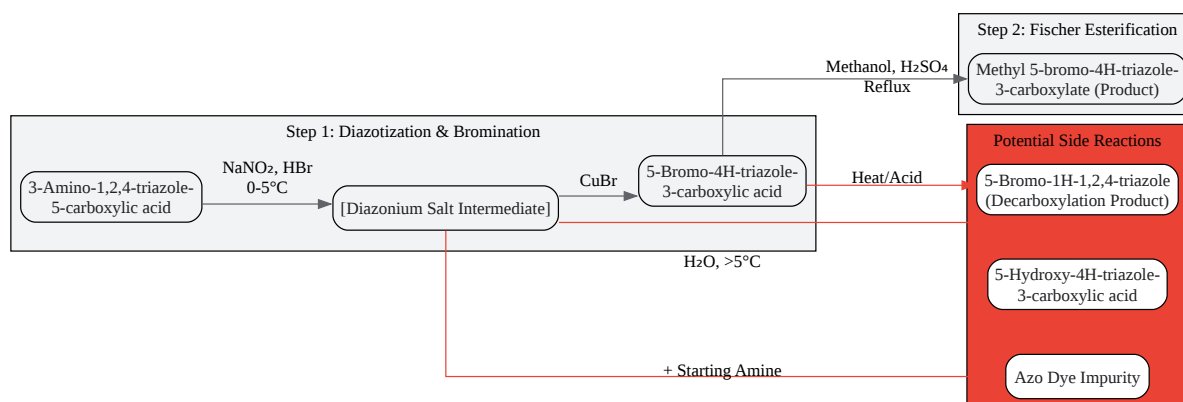 Step 2: Fischer Esterification
Methanol, H₂SO₄
Reflux
Methyl 5-bromo-4H-triazole-
3-carboxylate (Product)
Step 1: Diazotization & Bromination
NaNO₂, HBr
0-5°C
3-Amino-1,2,4-triazole-
5-carboxylic acid
[Diazonium Salt Intermediate]
CuBr
5-Bromo-4H-triazole-
3-carboxylic acid
Heat/Acid
Potential Side Reactions
5-Bromo-1H-1,2,4-triazole
(Decarboxylation Product)
H₂O, >5°C
5-Hydroxy-4H-triazole-
3-carboxylic acid
+ Starting Amine
Azo Dye Impurity